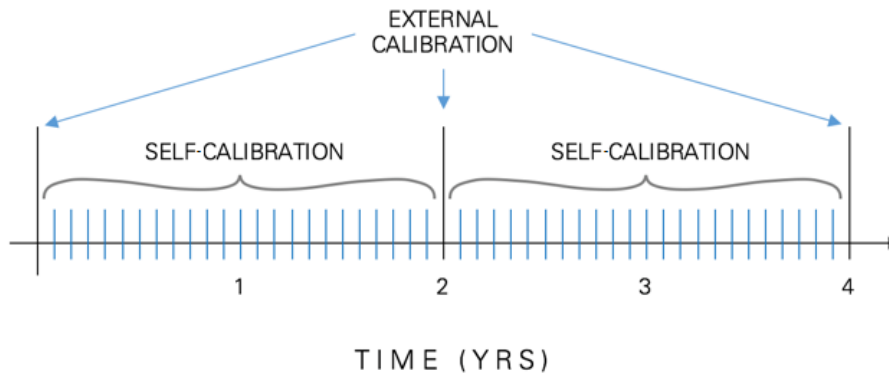 EXTERNAL
CALIBRATION
SELF-CALIBRATION SELF-CALIBRATION
1 2 3 4
TIME (YRS)